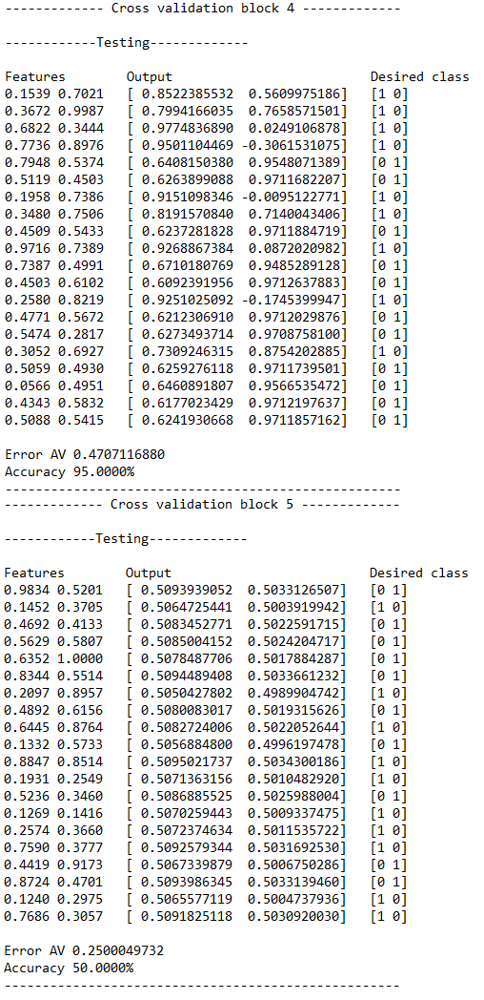 ------------- Cross validation block 4 -------------
------------Testing-------------
Features Output Desired class
0.1539 0.7021 [ 0.8522385532 0.5609975186] [1 0]
0.3672 0.9987 [ 0.7994166035 0.7658571501] [1 0]
0.6822 0.3444 [ 0.9774836890 0.0249106878] [1 0]
0.7736 0.8976 [ 0.9501104469 -0.3061531075] [1 0]
0.7948 0.5374 [ 0.6408150380 0.9548071389] [0 1]
0.5119 0.4503 [ 0.6263899088 0.9711682207] [0 1]
0.1958 0.7386 [ 0.9151098346 -0.0095122771] [1 0]
0.3480 0.7506 [ 0.8191570840 0.7140043406] [1 0]
0.4509 0.5433 [ 0.6237281828 0.9711884719] [0 1]
0.9716 0.7389 [ 0.9268867384 0.0872020982] [1 0]
0.7387 0.4991 [ 0.6710180769 0.9485289128] [0 1]
0.4503 0.6102 [ 0.6092391956 0.9712637883] [0 1]
0.2580 0.8219 [ 0.9251025092 -0.1745399947] [1 0]
0.4771 0.5672 [ 0.6212306910 0.9712029876] [0 1]
0.5474 0.2817 [ 0.6273493714 0.9708758100] [0 1]
0.3052 0.6927 [ 0.7309246315 0.8754202885] [1 0]
0.5059 0.4930 [ 0.6259276118 0.9711739501] [0 1]
0.0566 0.4951 [ 0.6460891807 0.9566535472] [0 1]
0.4343 0.5832 [ 0.6177023429 0.9712197637] [0 1]
0.5088 0.5415 [ 0.6241930668 0.9711857162] [0 1]
Error AV 0.4707116880
Accuracy 95.0000%
----------------------------------------------------
------------- Cross validation block 5 -------------
------------Testing-------------
Features Output Desired class
0.9834 0.5201 [ 0.5093939052 0.5033126507] [0 1]
0.1452 0.3705 [ 0.5064725441 0.5003919942] [1 0]
0.4692 0.4133 [ 0.5083452771 0.5022591715] [0 1]
0.5629 0.5807 [ 0.5085004152 0.5024204717] [0 1]
0.6352 1.0000 [ 0.5078487706 0.5017884287] [0 1]
0.8344 0.5514 [ 0.5094489408 0.5033661232] [0 1]
0.2097 0.8957 [ 0.5050427802 0.4989904742] [1 0]
0.4892 0.6156 [ 0.5080083017 0.5019315626] [0 1]
0.6445 0.8764 [ 0.5082724006 0.5022052644] [1 0]
0.1332 0.5733 [ 0.5056884800 0.4996197478] [0 1]
0.8847 0.8514 [ 0.5095021737 0.5034300186] [1 0]
0.1931 0.2549 [ 0.5071363156 0.5010482920] [1 0]
0.5236 0.3460 [ 0.5086885525 0.5025988004] [0 1]
0.1269 0.1416 [ 0.5070259443 0.5009337475] [1 0]
0.2574 0.3660 [ 0.5072374634 0.5011535722] [1 0]
0.7590 0.3777 [ 0.5092579344 0.5031692530] [1 0]
0.4419 0.9173 [ 0.5067339879 0.5006750286] [0 1]
0.8724 0.4701 [ 0.5093986345 0.5033139460] [0 1]
0.1240 0.2975 [ 0.5065577119 0.5004737936] [1 0]
0.7686 0.3057 [ 0.5091825118 0.5030920030] [1 0]
Error AV 0.2500049732
Accuracy 50.0000%
----------------------------------------------------